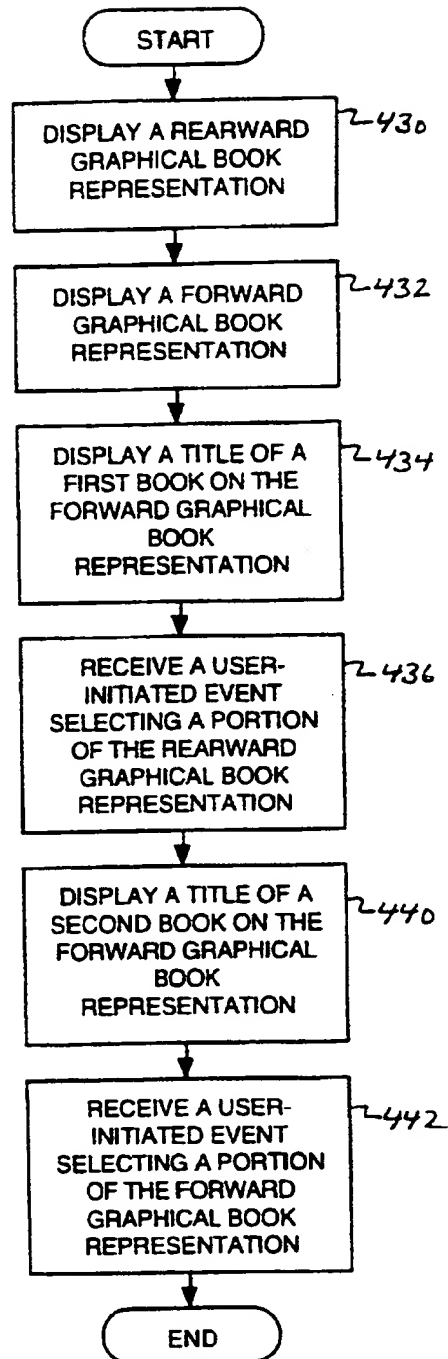 START
DISPLAY A REARWARD
GRAPHICAL BOOK
REPRESENTATION
430
DISPLAY A FORWARD
GRAPHICAL BOOK
REPRESENTATION
432
DISPLAY A TITLE OF A
FIRST BOOK ON THE
FORWARD GRAPHICAL
BOOK
REPRESENTATION
434
RECEIVE A USER-
INITIATED EVENT
SELECTING A PORTION
OF THE REARWARD
GRAPHICAL BOOK
REPRESENTATION
436
DISPLAY A TITLE OF A
SECOND BOOK ON THE
FORWARD GRAPHICAL
BOOK
REPRESENTATION
440
RECEIVE A USER-
INITIATED EVENT
SELECTING A PORTION
OF THE FORWARD
GRAPHICAL BOOK
REPRESENTATION
442
END